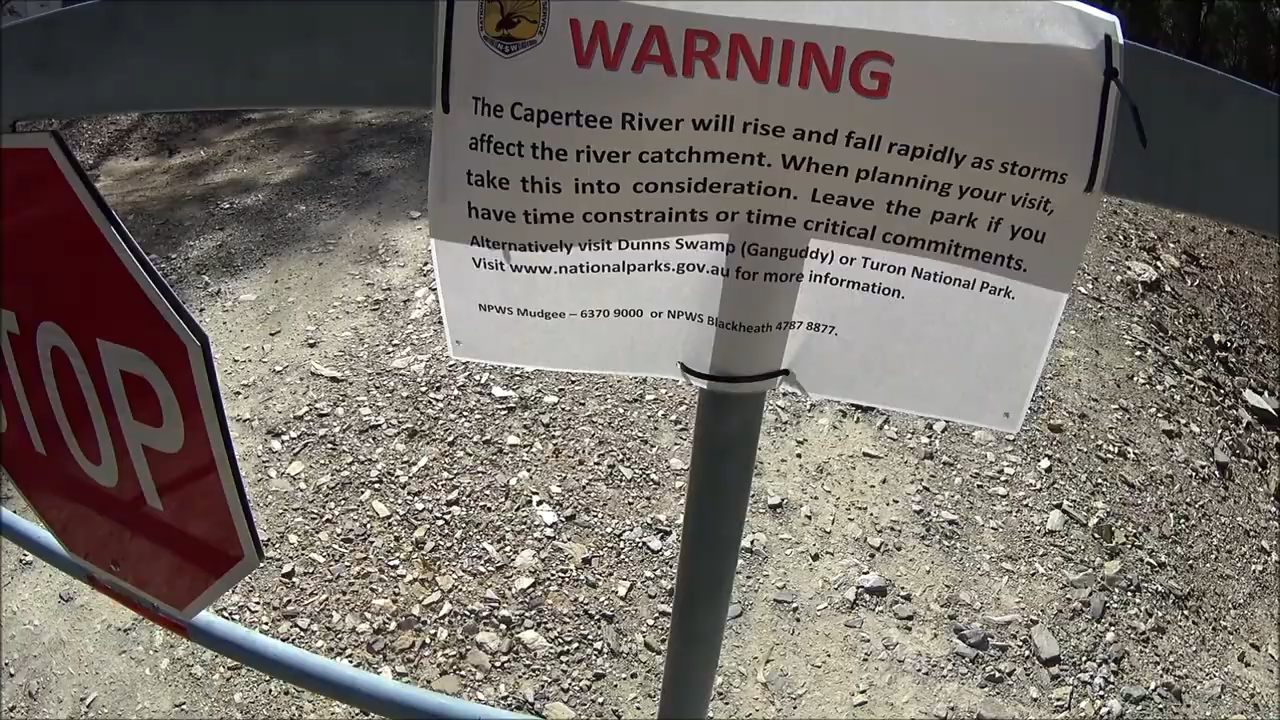 NSW
WARNING
The Capertee River will rise and fall rapidly as storms
affect the river catchment. When planning your visit,
take this into consideration. Leave the park if you
have time constraints or time critical commitments.
Alternatively visit Dunns Swamp (Ganguddy) or Turon National Park.
Visit www.nationalparks.gov.au for more information.
NPWS Mudgee – 6370 9000 or NPWS Blackheath 4787 8877.
STOP